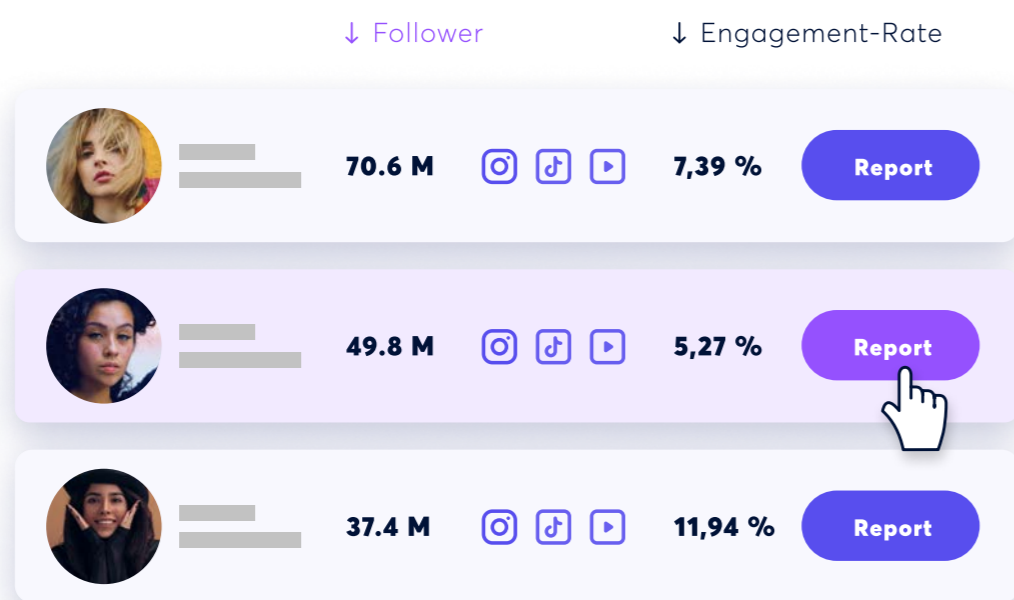 ↓ Follower ↓ Engagement-Rate
70.6 M 7,39 % Report
49.8 M 5,27 % Report
37.4 M 11,94 % Report